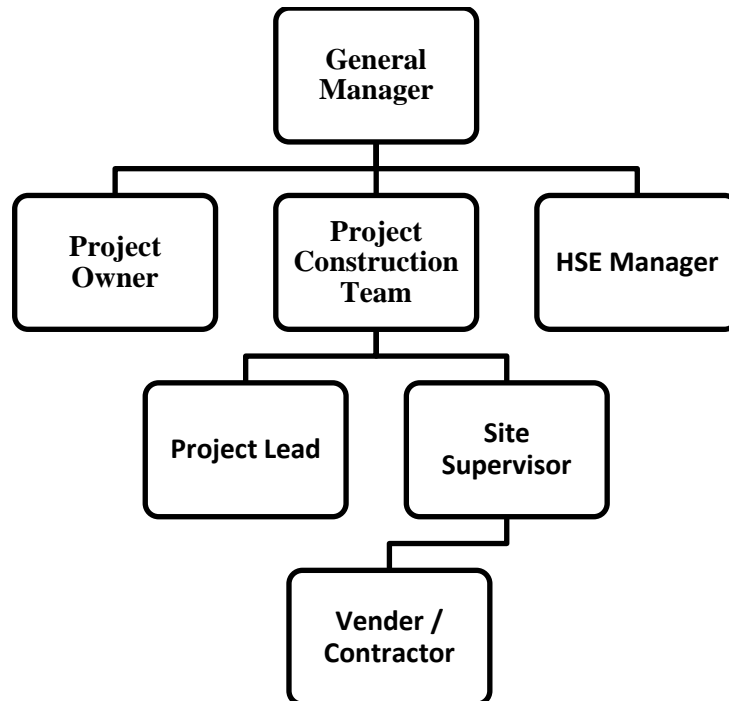 General
Manager
Project
Owner
Project
Construction
Team
HSE Manager
Project Lead
Site
Supervisor
Vender /
Contractor